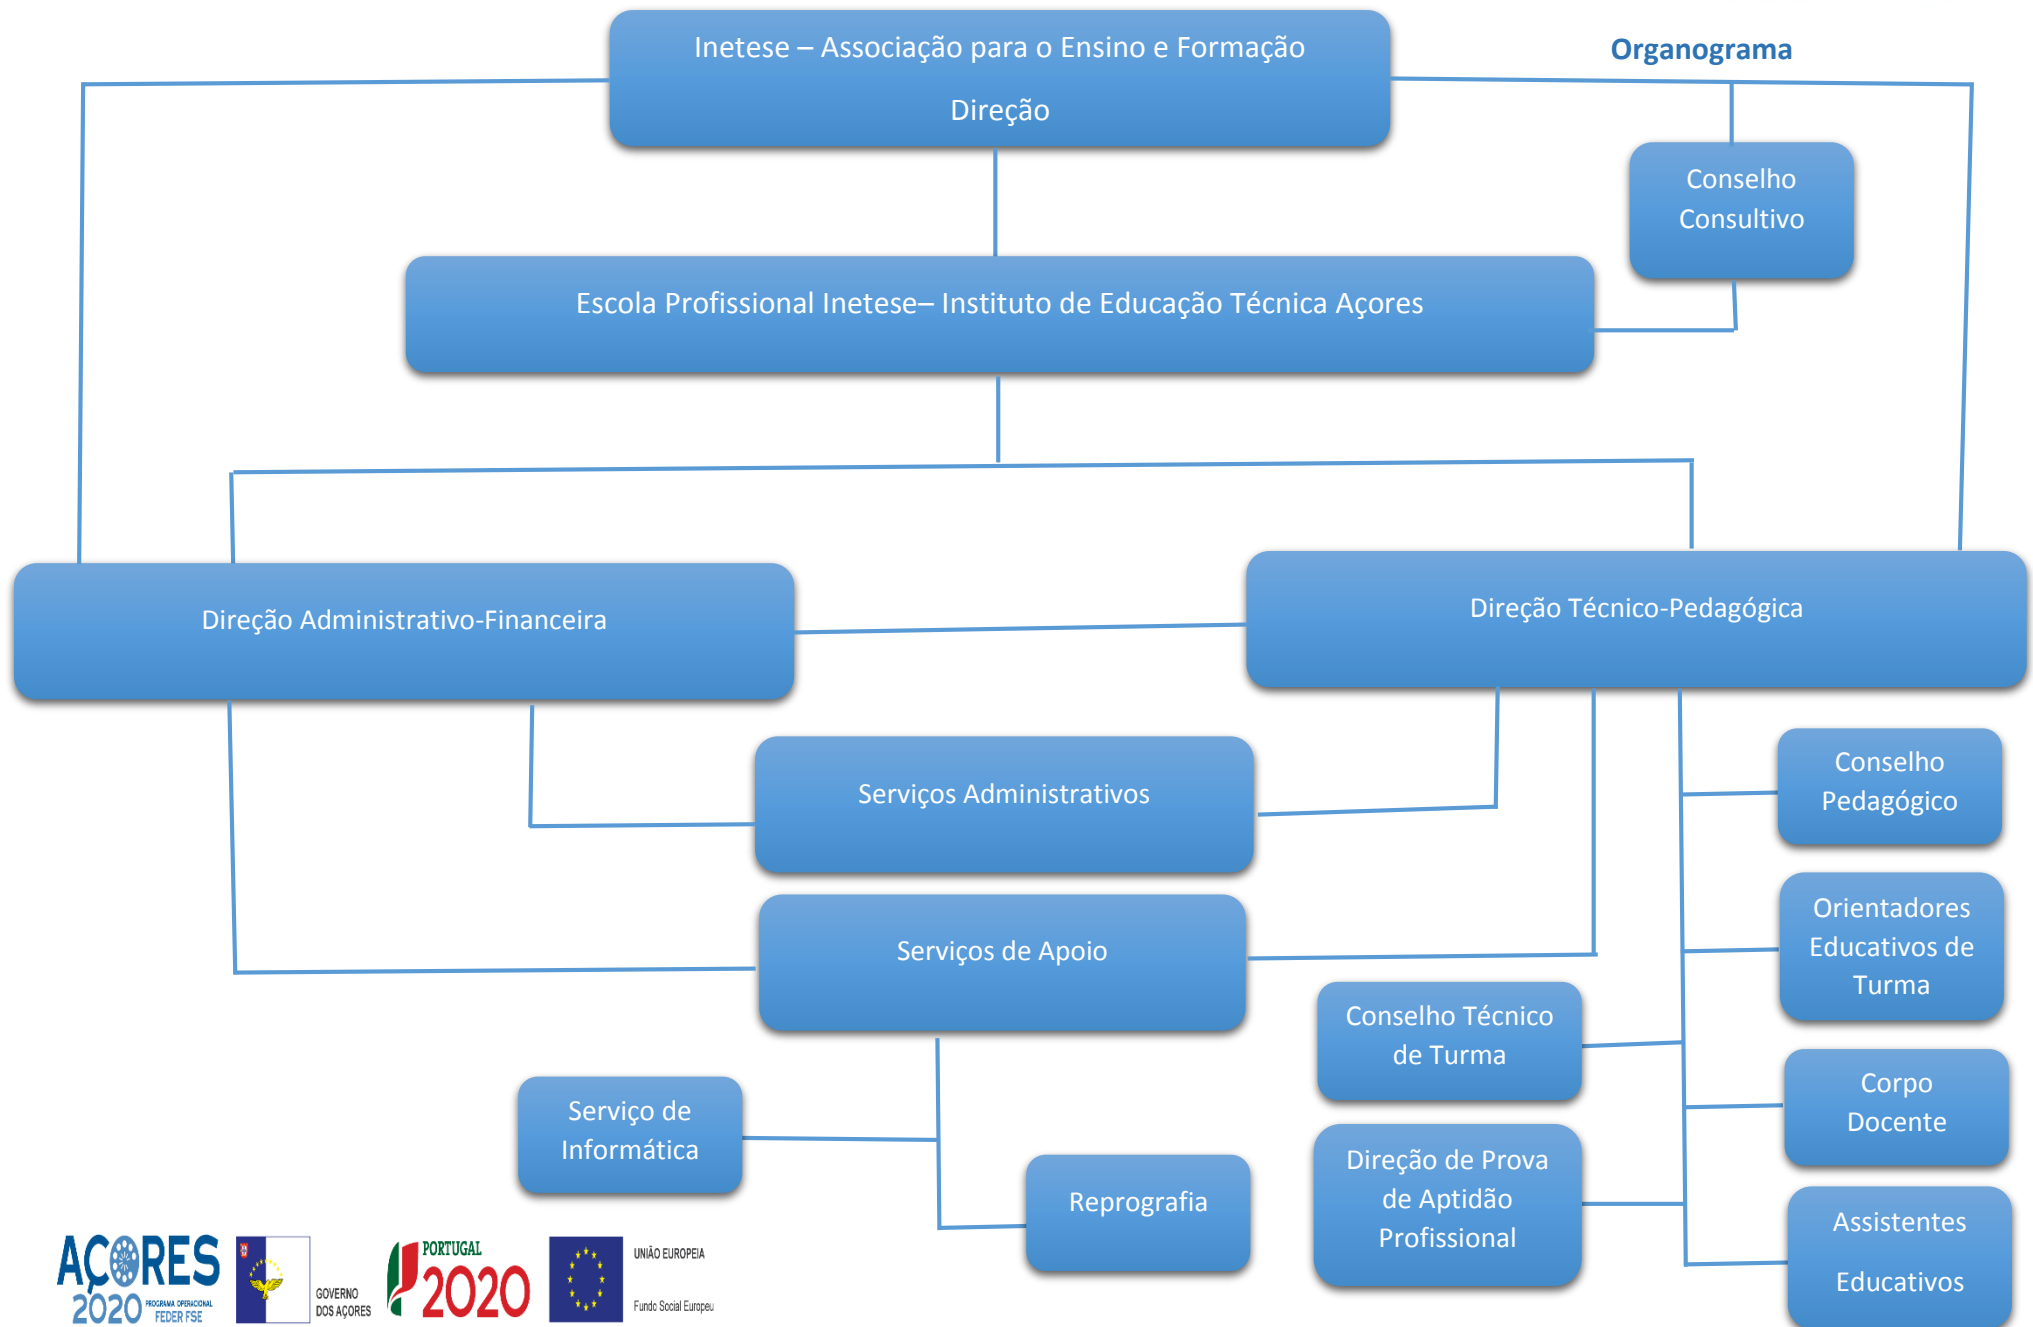 Inetese – Associação para o Ensino e Formação
Direção
Organograma
Conselho
Consultivo
Escola Profissional Inetese– Instituto de Educação Técnica Açores
Direção Administrativo-Financeira
Direção Técnico-Pedagógica
Serviços Administrativos
Conselho
Pedagógico
Serviços de Apoio
Orientadores
Educativos de
Turma
Conselho Técnico
de Turma
Serviço de
Informática
Corpo
Docente
Reprografia
Direção de Prova
de Aptidão
Profissional
Assistentes
Educativos
AÇORES
2020
PROGRAMA OPERACIONAL
FEDER FSE
GOVERNO
DOS AÇORES
PORTUGAL
2020
UNIÃO EUROPEIA
Fundo Social Europeu